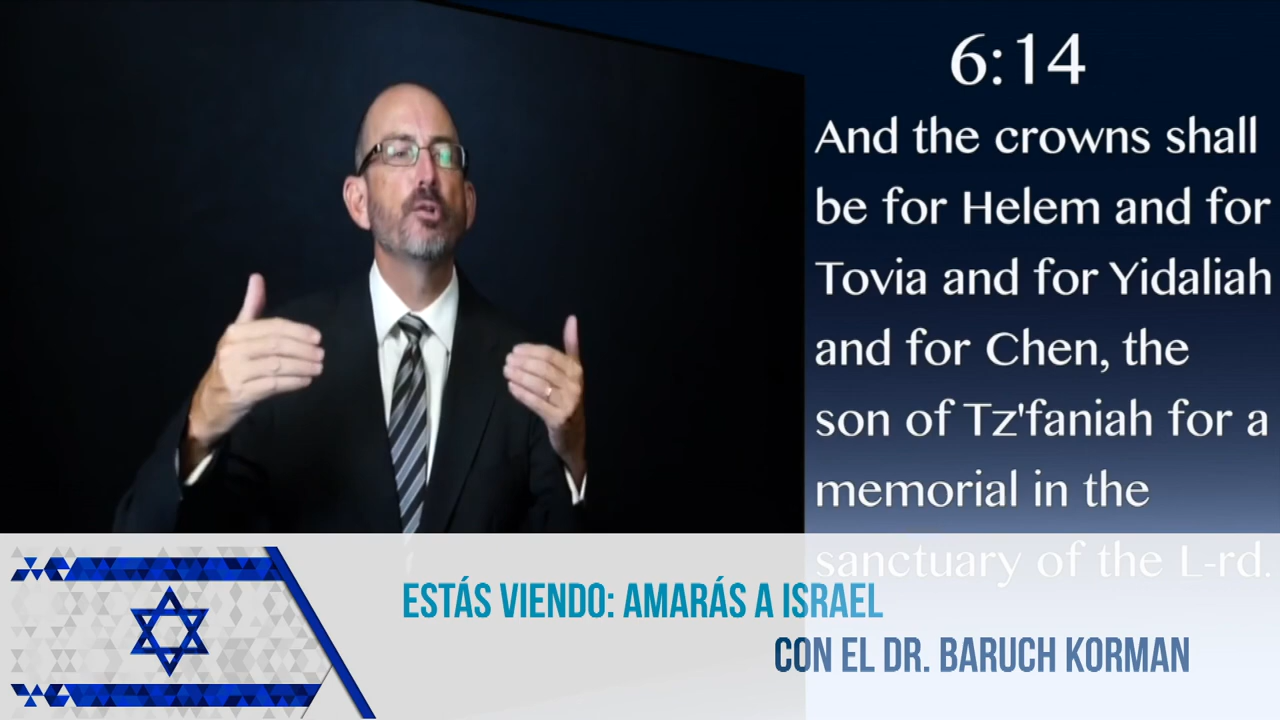 6:14
And the crowns shall
be for Helem and for
Tovia and for Yidaliah
and for Chen, the
son of Tz'faniah for a
memorial in the
sanctuary of the L-rd.
ESTÁS VIENDO: AMARÁS A ISRAEL
CON EL DR. BARUCH KORMAN